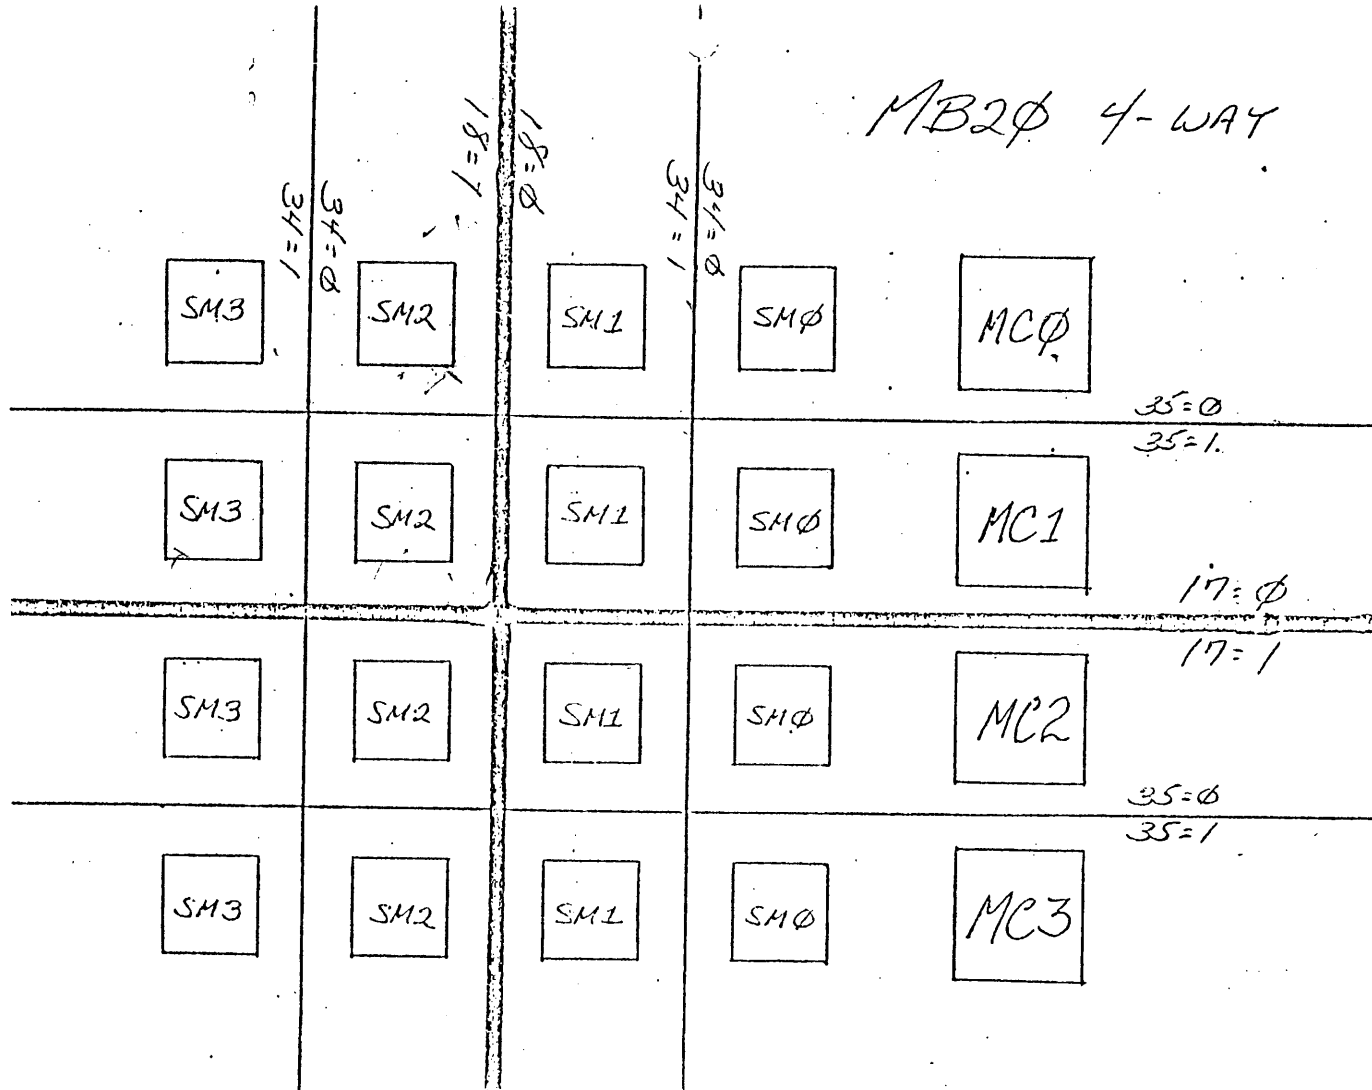 MB2Ø 4-WAY
18=1
18=Ø
34=1
34=Ø
34=1
34=Ø
SM3 SM2 SM1 SMØ MCØ
35=Ø
35=1
SM3 SM2 SM1 SMØ MC1
17=Ø
17=1
SM3 SM2 SM1 SMØ MC2
35=Ø
35=1
SM3 SM2 SM1 SMØ MC3